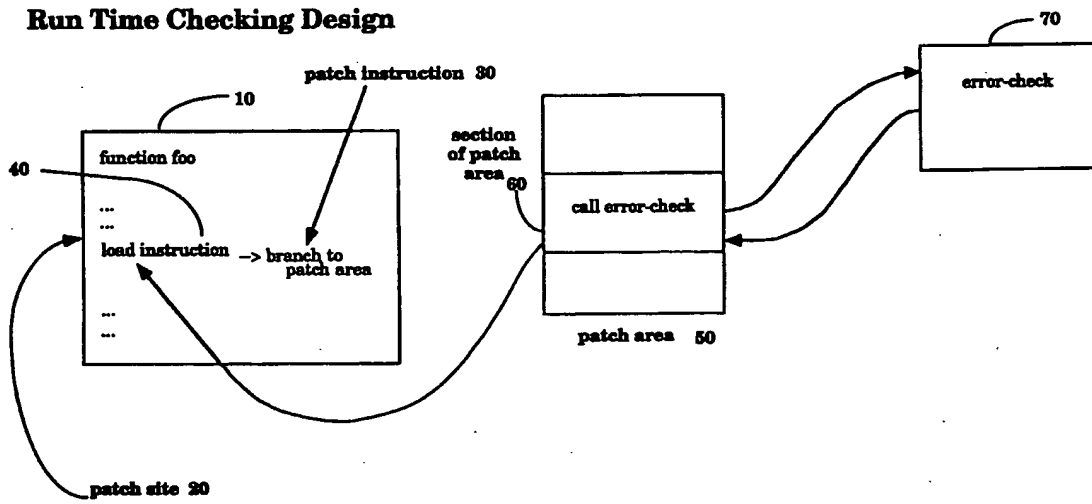 Run Time Checking Design
70
patch instruction 30
error-check
10
section
of patch
area
60
function foo
40
call error-check
...
...
load instruction -> branch to
patch area
...
...
patch area 50
patch site 20